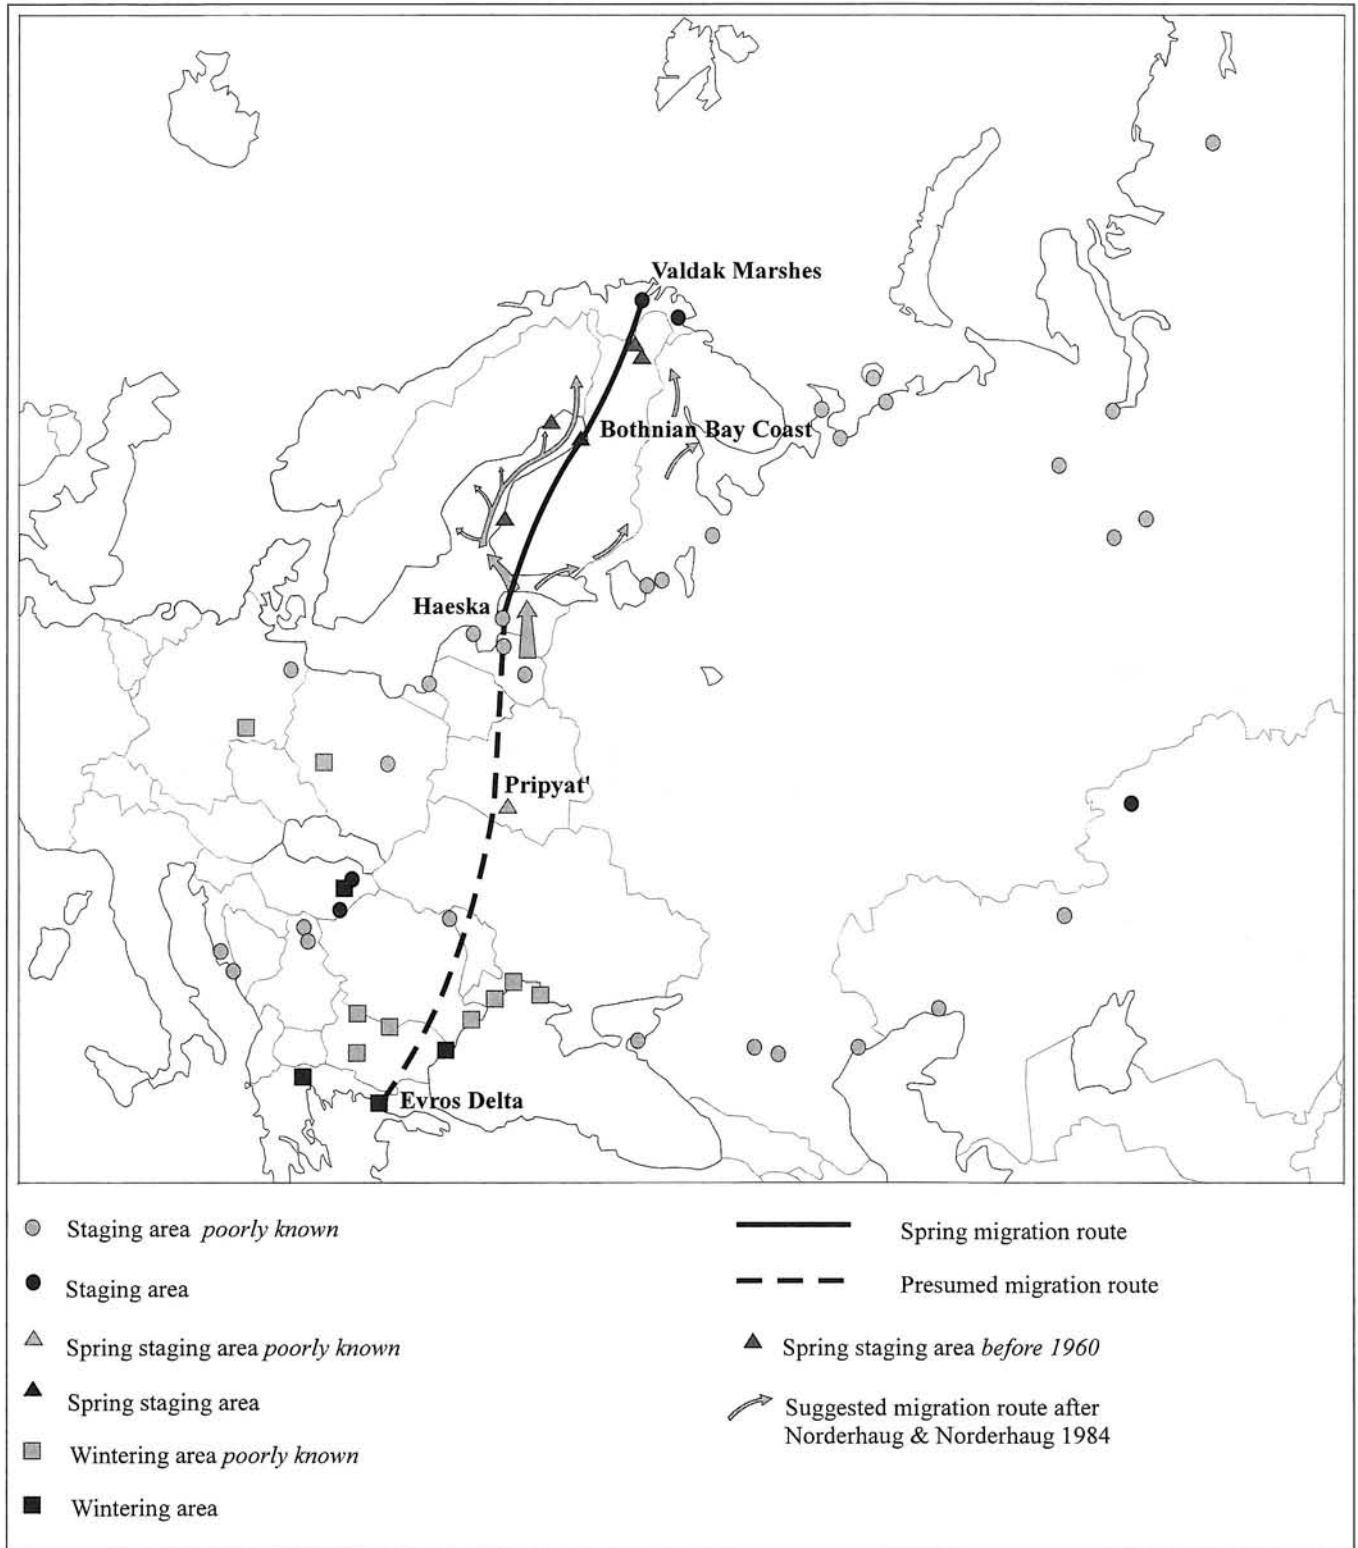 Valdak Marshes
Bothnian Bay Coast
Haeska
Pripyat'
Evros Delta
Staging area poorly known
Staging area
Spring staging area poorly known
Spring staging area
Wintering area poorly known
Wintering area
Spring migration route
Presumed migration route
Spring staging area before 1960
Suggested migration route after
Norderhaug & Norderhaug 1984